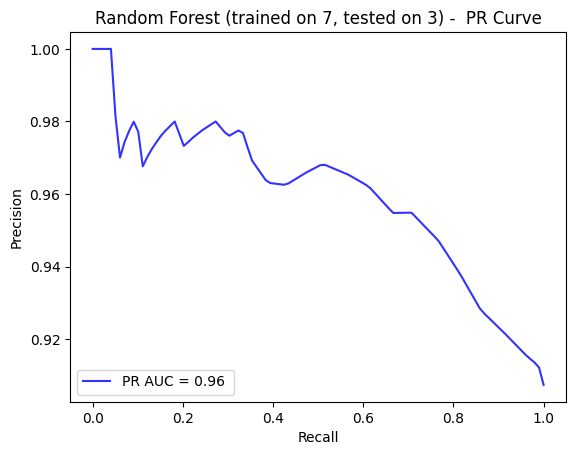 Random Forest (trained on 7, tested on 3) -  PR Curve
1.00
0.98
0.96
0.94
0.92
Precision
PR AUC = 0.96
0.0 0.2 0.4 0.6 0.8 1.0
Recall